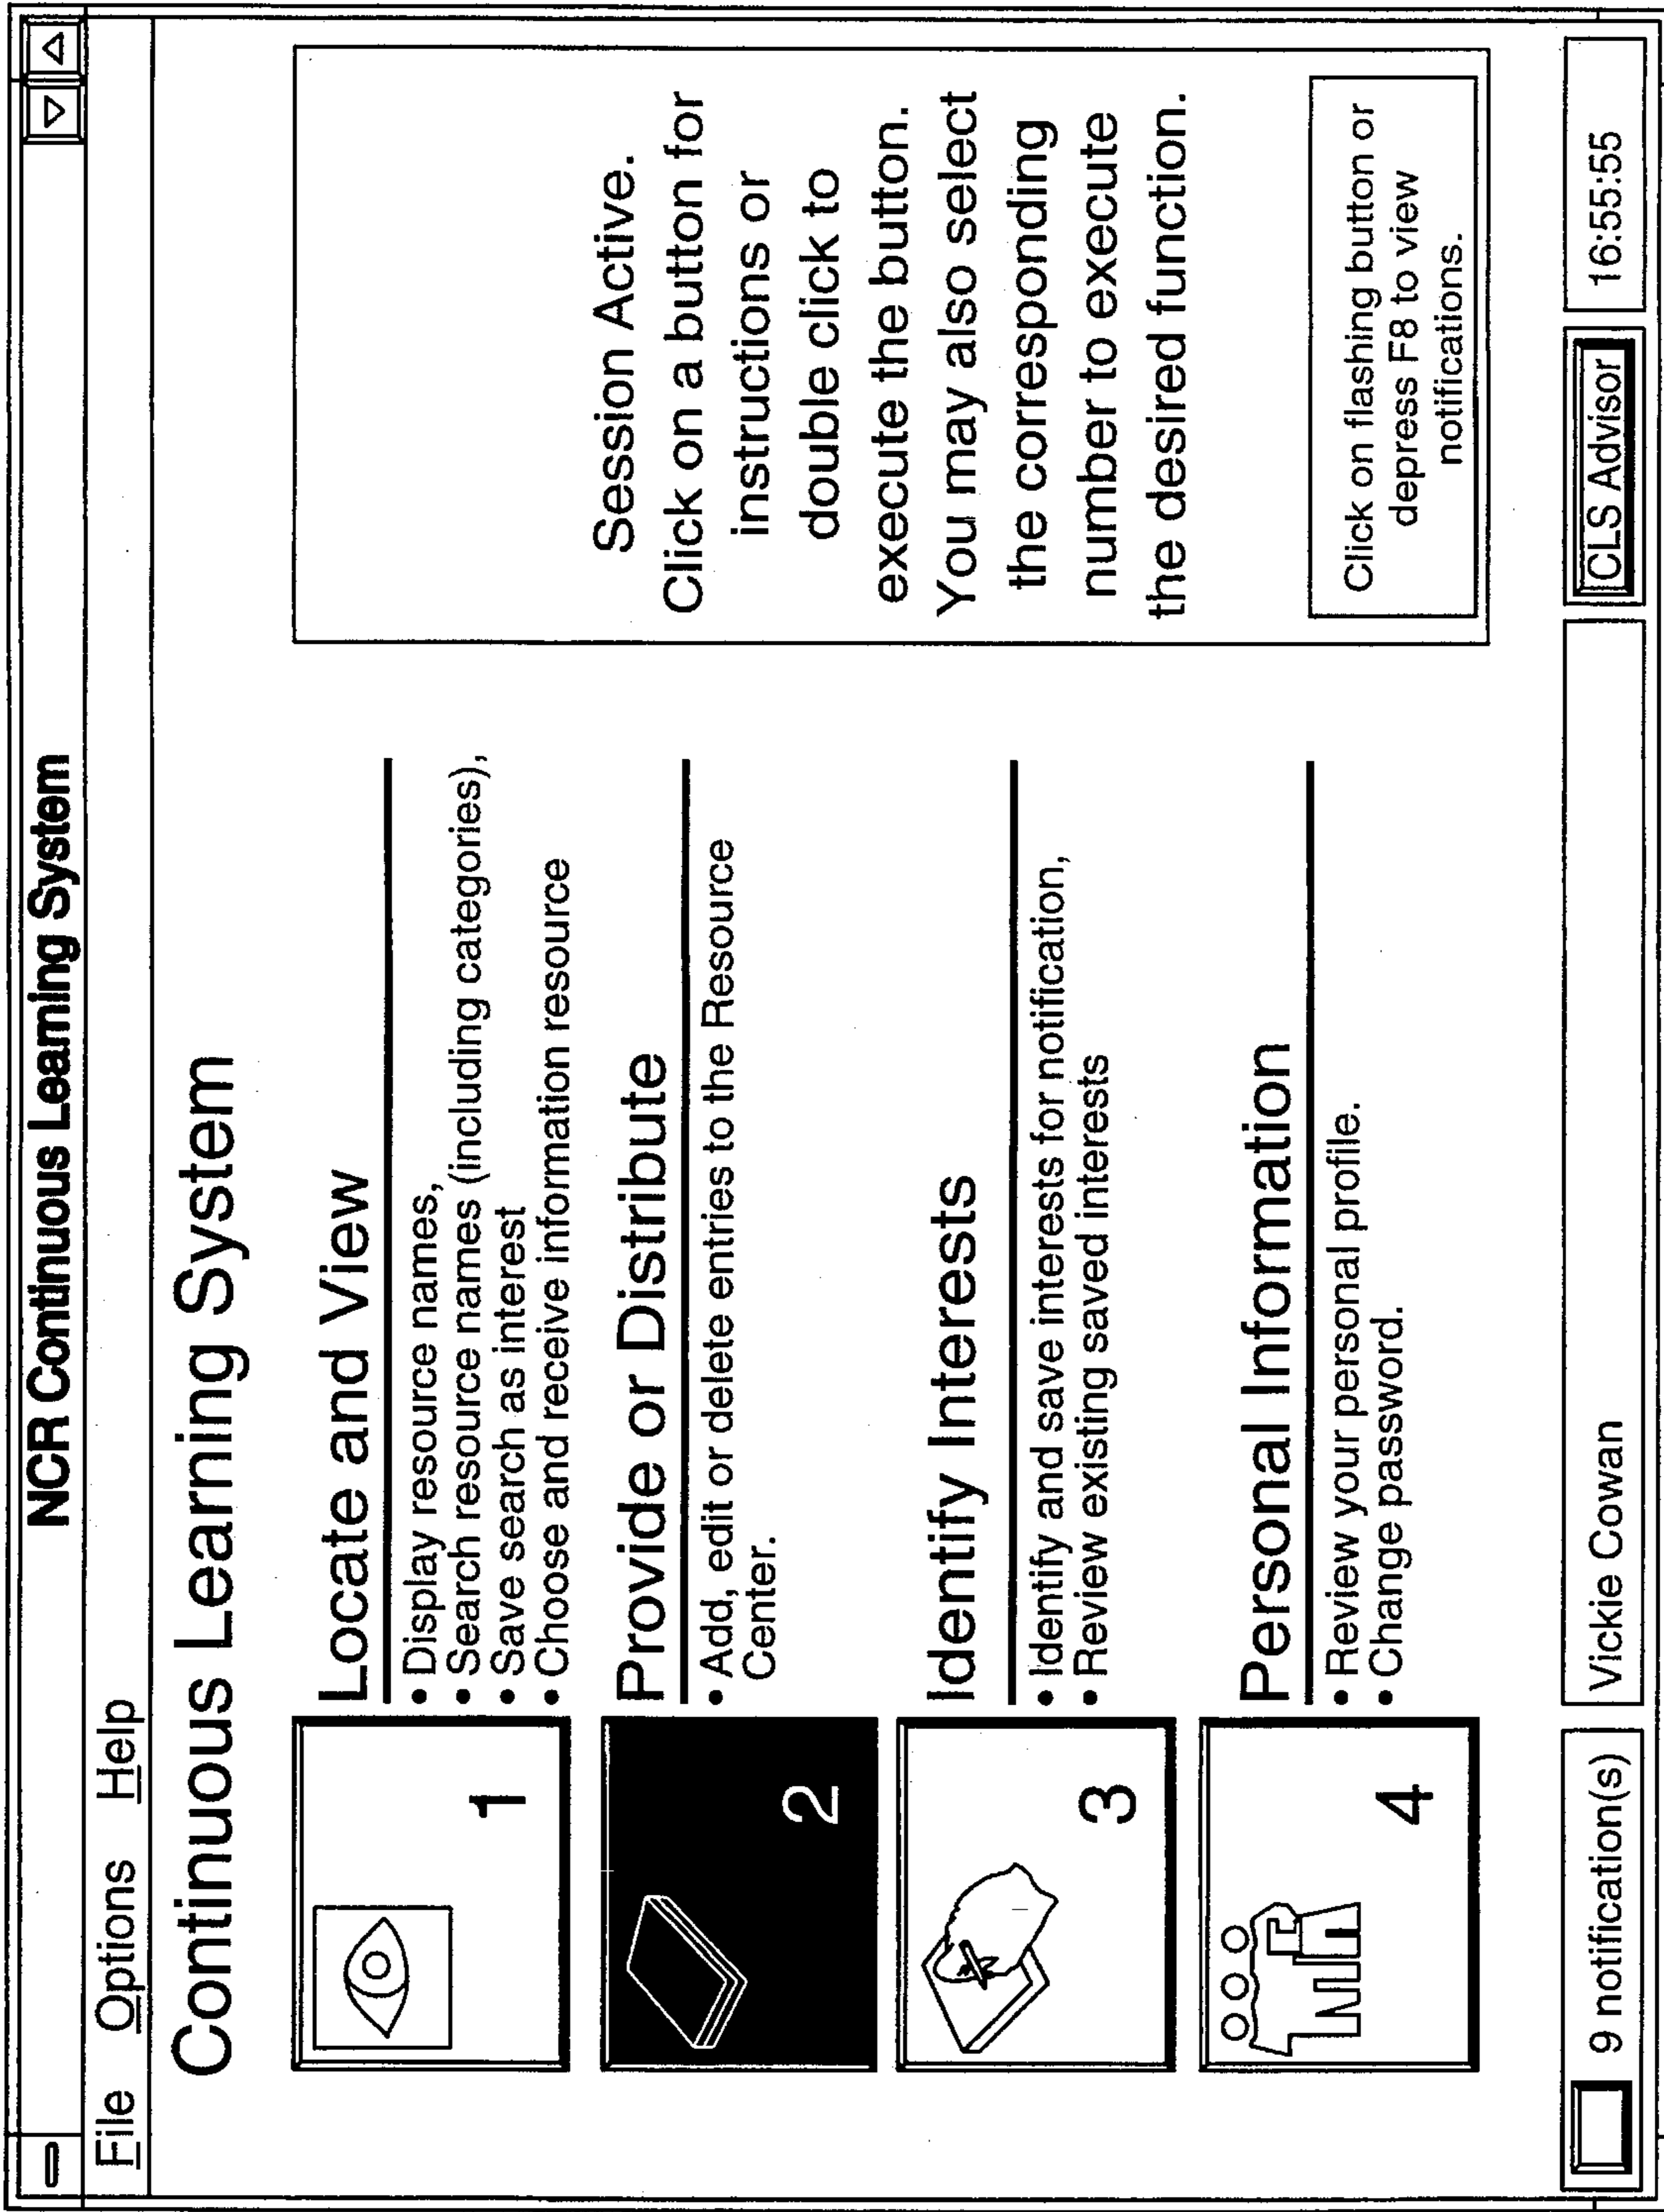 NCR Continuous Learning System
File Options Help
Continuous Learning System
1
Locate and View
• Display resource names,
• Search resource names (including categories),
• Save search as interest
• Choose and receive information resource
2
Provide or Distribute
• Add, edit or delete entries to the Resource
Center.
3
Identify Interests
• Identify and save interests for notification,
• Review existing saved interests
4
Personal Information
• Review your personal profile.
• Change password.
Session Active.
Click on a button for
instructions or
double click to
execute the button.
You may also select
the corresponding
number to execute
the desired function.
Click on flashing button or
depress F8 to view
notifications.
9 notification(s)
Vickie Cowan
CLS Advisor
16:55:55